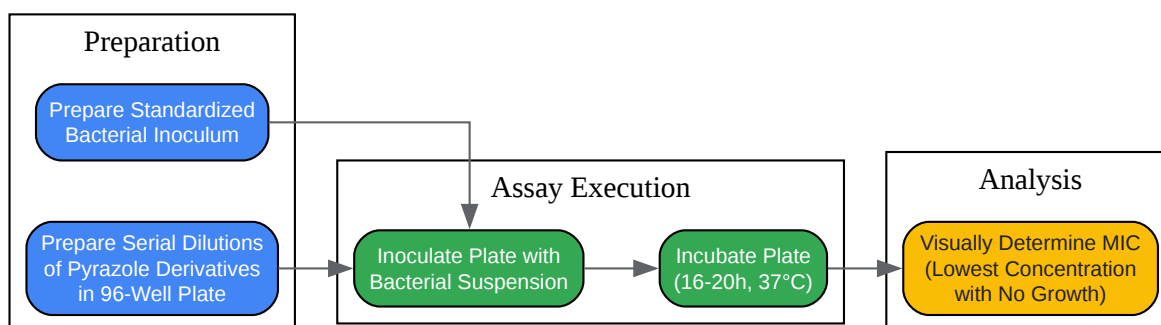 Preparation
Prepare Standardized
Bacterial Inoculum
Prepare Serial Dilutions
of Pyrazole Derivatives
in 96-Well Plate
Assay Execution
Inoculate Plate with
Bacterial Suspension
Incubate Plate
(16-20h, 37°C)
Analysis
Visually Determine MIC
(Lowest Concentration
with No Growth)